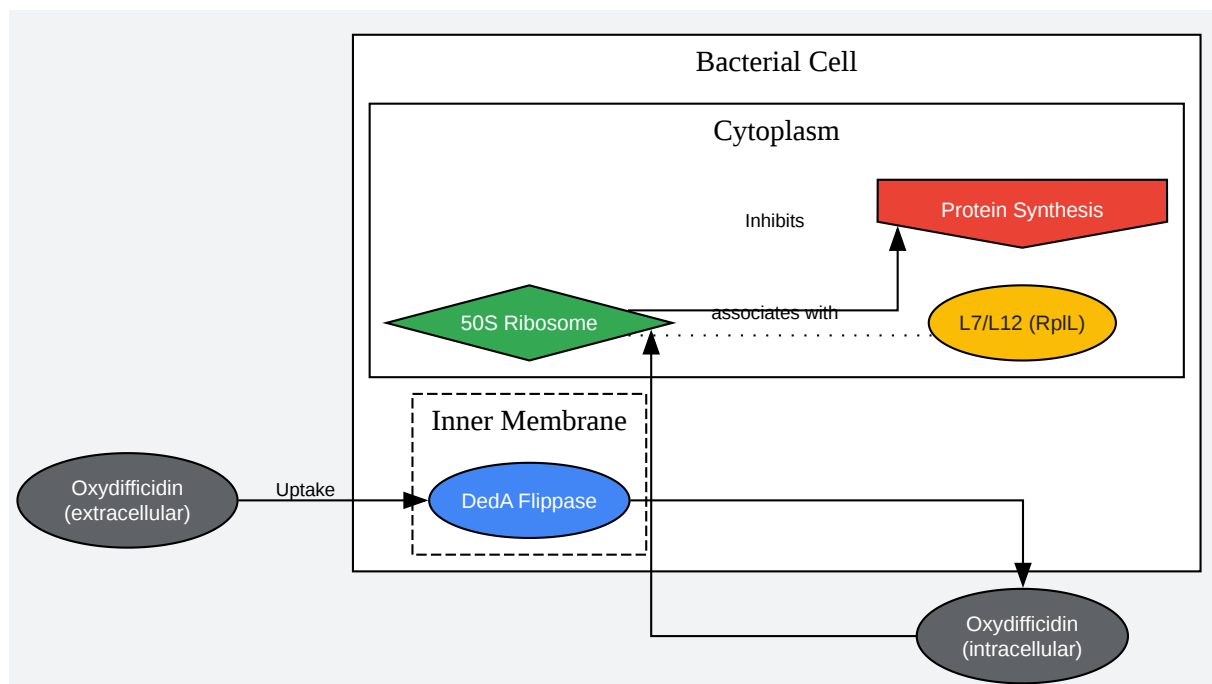 Bacterial Cell
Cytoplasm
Protein Synthesis
Inhibits
associates with
50S Ribosome
L7/L12 (RplL)
Inner Membrane
Oxydifficidin
(extracellular)
Uptake
DedA Flippase
Oxydifficidin
(intracellular)